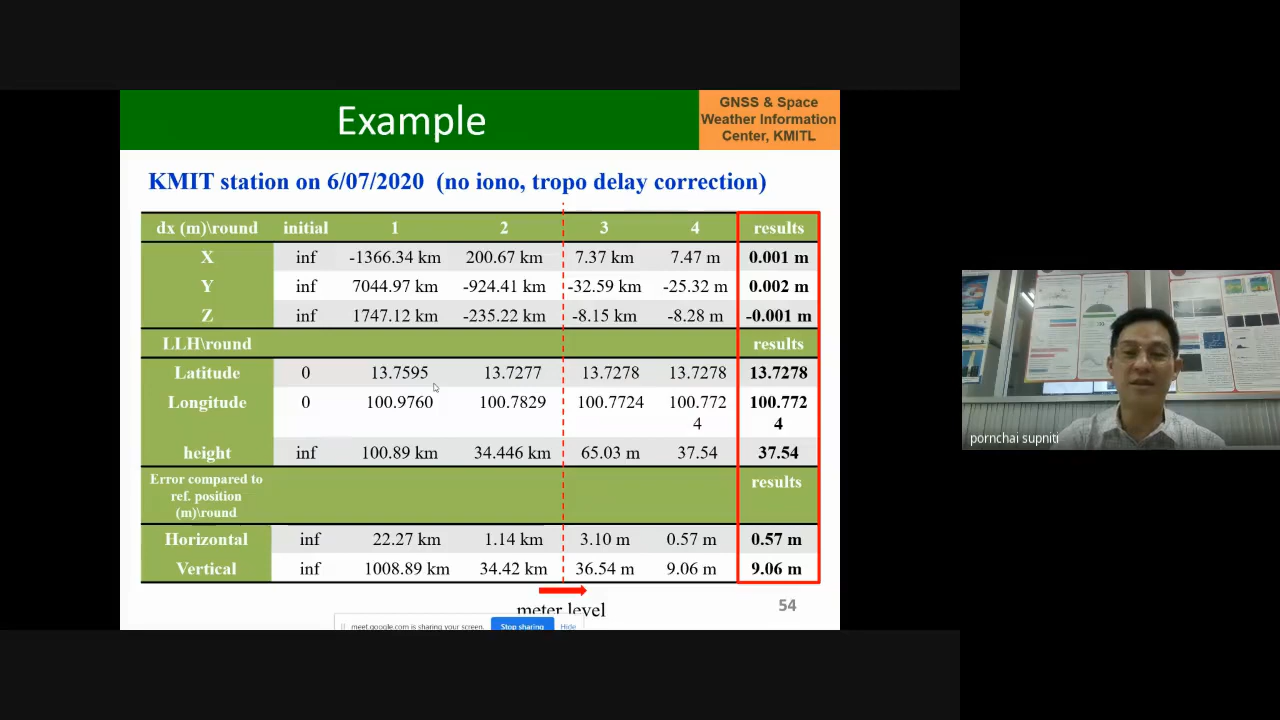 Example
GNSS & Space
Weather Information
Center, KMITL
KMIT station on 6/07/2020 (no iono, tropo delay correction)
dx (m)\round initial 1 2 3 4 results
X inf -1366.34 km 200.67 km 7.37 km 7.47 m 0.001 m
Y inf 7044.97 km -924.41 km -32.59 km -25.32 m 0.002 m
Z inf 1747.12 km -235.22 km -8.15 km -8.28 m -0.001 m
LLH\round results
Latitude 0 13.7595 13.7277 13.7278 13.7278 13.7278
Longitude 0 100.9760 100.7829 100.7724 100.772 100.772
4 4
height inf 100.89 km 34.446 km 65.03 m 37.54 37.54
Error compared to results
ref. position
(m)\round
Horizontal inf 22.27 km 1.14 km 3.10 m 0.57 m 0.57 m
Vertical inf 1008.89 km 34.42 km 36.54 m 9.06 m 9.06 m
meter level
54
meet.google.com is sharing your screen. Stop sharing Hide
pornchai supniti